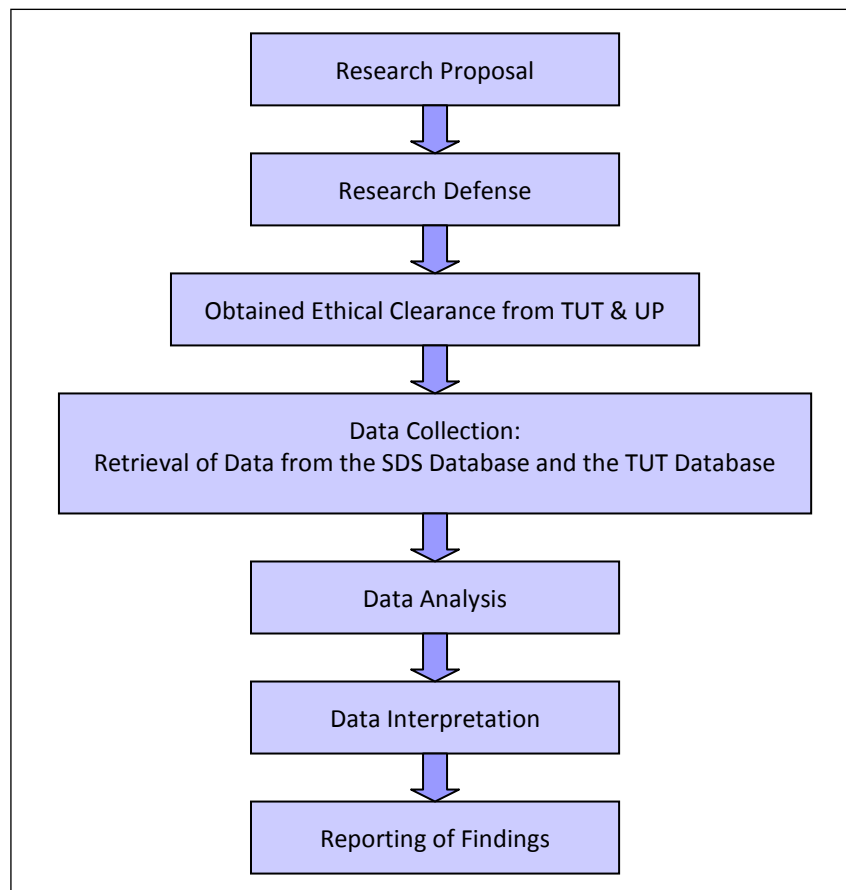 Research Proposal
Research Defense
Obtained Ethical Clearance from TUT & UP
Data Collection:
Retrieval of Data from the SDS Database and the TUT Database
Data Analysis
Data Interpretation
Reporting of Findings